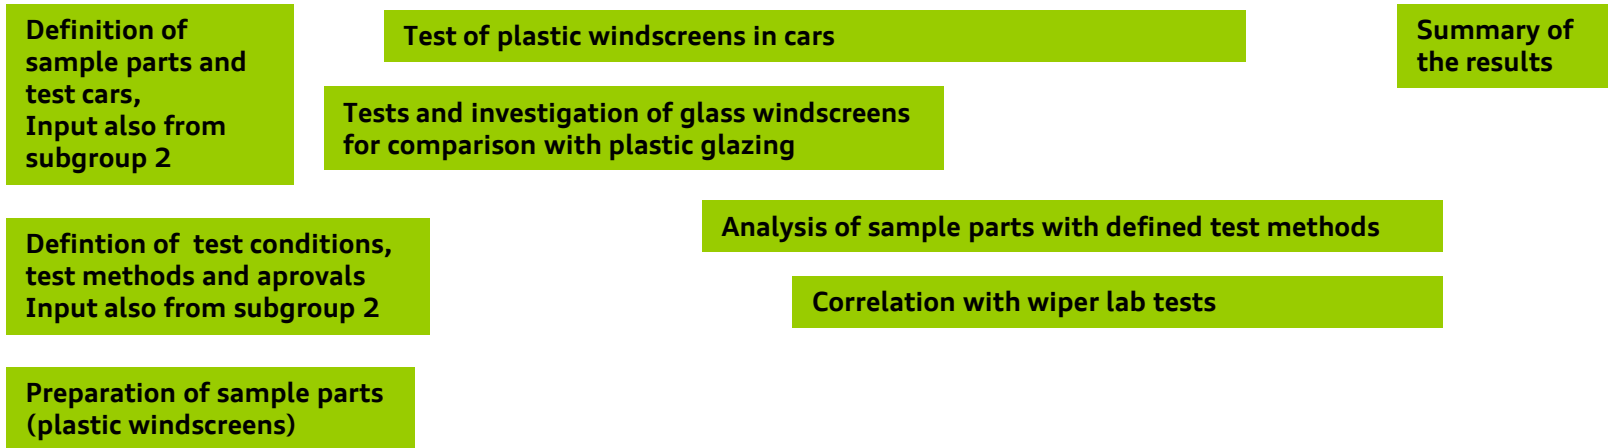 Definition of
sample parts and
test cars,
Input also from
subgroup 2
Test of plastic windscreens in cars
Summary of
the results
Tests and investigation of glass windscreens
for comparison with plastic glazing
Analysis of sample parts with defined test methods
Defintion of  test conditions,
test methods and aprovals
Input also from subgroup 2
Correlation with wiper lab tests
Preparation of sample parts
(plastic windscreens)